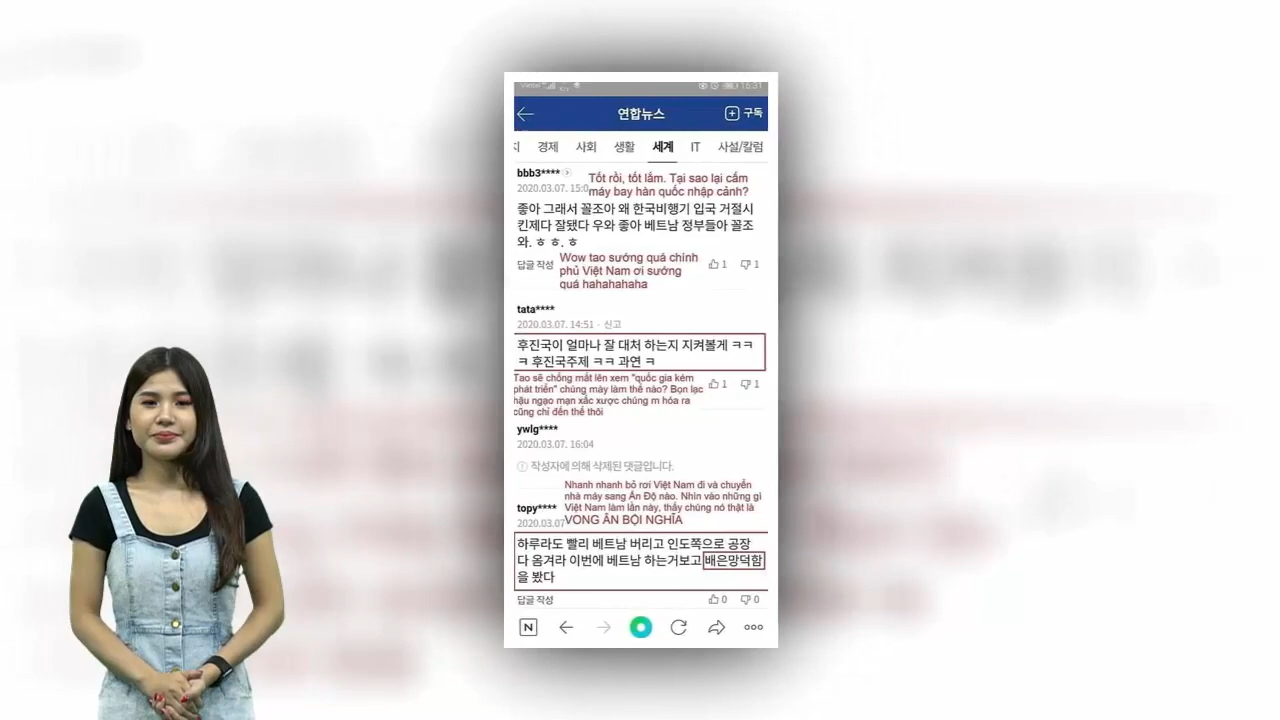 연합뉴스
구독
경제 사회 생활 세계 IT 사설/칼럼
bbb3****
Tốt rồi, tốt lắm. Tại sao lại cấm
2020.03.07. 15:0
máy bay hàn quốc nhập cảnh?
좋아 그래서 꼴조아 왜 한국비행기 입국 거절시
킨제다 잘됐다 우와 좋아 베트남 정부들아 꼴조
와. ㅎ ㅎ. ㅎ
Wow tao sướng quá chính
phủ Việt Nam ơi sướng
quá hahahahaha
답글 작성
1 1
tata****
2020.03.07. 14:51 · 신고
후진국이 얼마나 잘 대처 하는지 지켜볼게 ㅋㅋ
ㅋ 후진국주제 ㅋㅋ 과연 ㅋ
Tao sẽ chống mắt lên xem "quốc gia kém
phát triển" chúng mày làm thế nào? Bọn lạc
hậu ngạo mạn xấc xược chúng m hóa ra
cũng chỉ đến thế thôi
1 1
ywlg****
2020.03.07. 16:04
작성자에 의해 삭제된 댓글입니다.
Nhanh nhanh bỏ rơi Việt Nam đi và chuyển
nhà máy sang Ấn Độ nào. Nhìn vào những gì
Việt Nam làm lần này, thấy chúng nó thật là
VONG ÂN BỘI NGHĨA
topy****
2020.03.07
하루라도 빨리 베트남 버리고 인도쪽으로 공장
다 옮겨라 이번에 베트남 하는거보고 배은망덕함
을 봤다
답글 작성
0 0
N